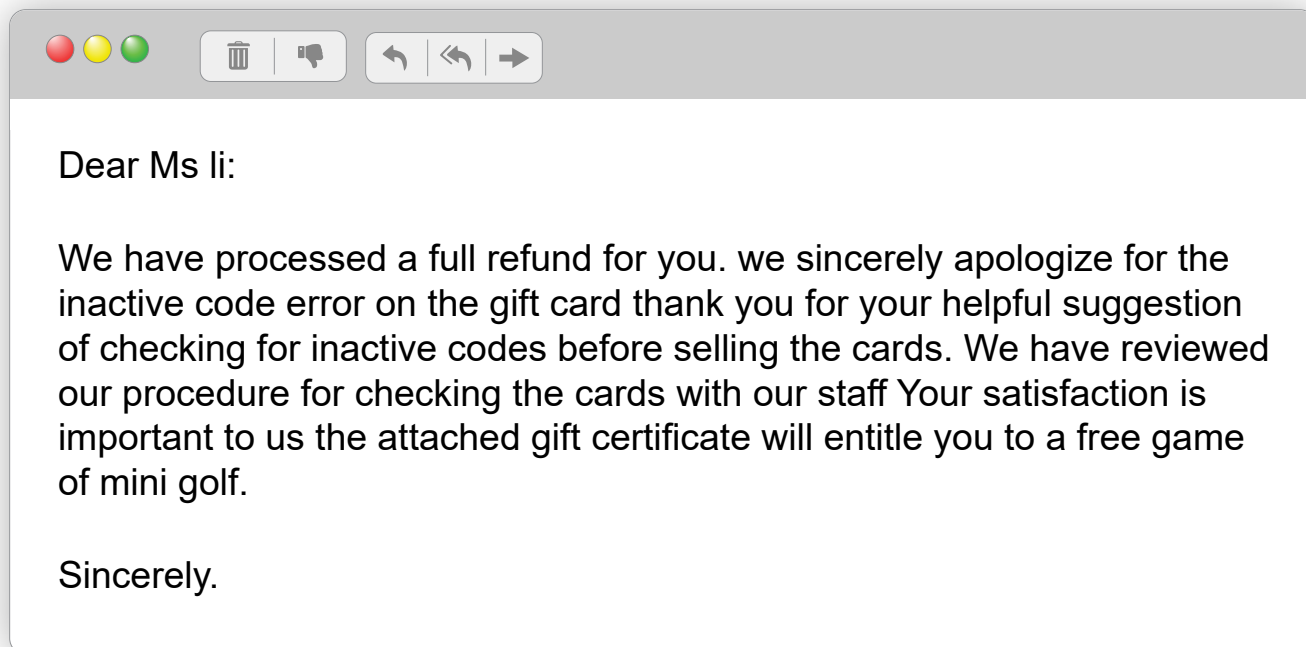 Dear Ms li:
We have processed a full refund for you. we sincerely apologize for the
inactive code error on the gift card thank you for your helpful suggestion
of checking for inactive codes before selling the cards. We have reviewed
our procedure for checking the cards with our staff Your satisfaction is
important to us the attached gift certificate will entitle you to a free game
of mini golf.
Sincerely.